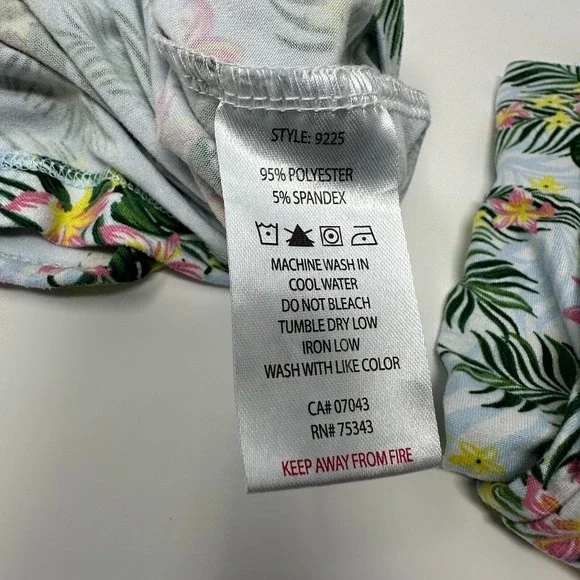 STYLE: 9225
95% POLYESTER
5% SPANDEX
MACHINE WASH IN
COOL WATER
DO NOT BLEACH
TUMBLE DRY LOW
IRON LOW
WASH WITH LIKE COLOR
CA# 07043
RN# 75343
KEEP AWAY FROM FIRE